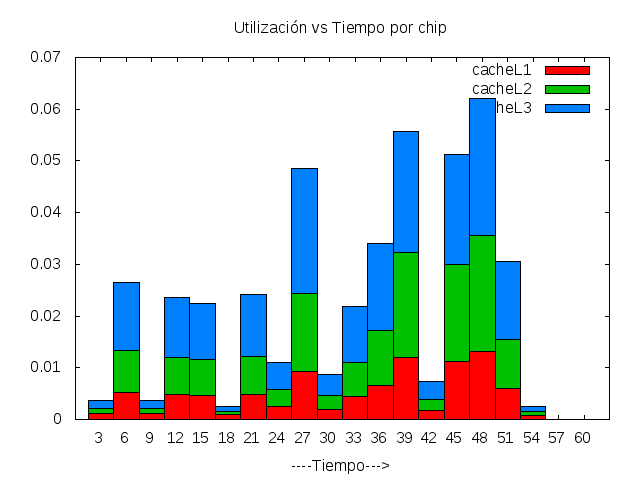 Utilización vs Tiempo por chip
0.07
0.06
0.05
0.04
0.03
0.02
0.01
0
cacheL1
cacheL2
cheL3
3 6 9 12 15 18 21 24 27 30 33 36 39 42 45 48 51 54 57 60
----Tiempo--->